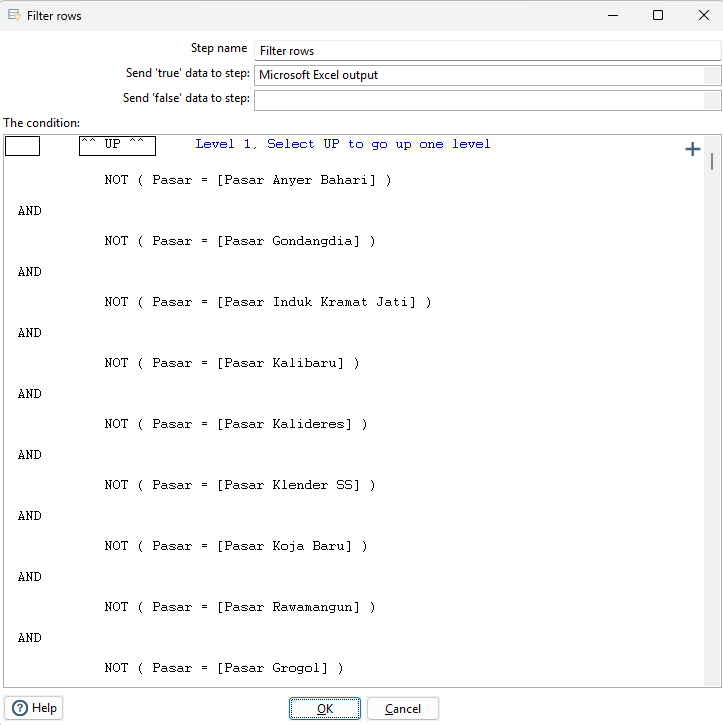 Filter rows
Step name Filter rows
Send 'true' data to step: Microsoft Excel output
Send 'false' data to step:
The condition:
^^ UP ^^ Level 1, Select UP to go up one level
NOT ( Pasar = [Pasar Anyer Bahari] )
AND
NOT ( Pasar = [Pasar Gondangdia] )
AND
NOT ( Pasar = [Pasar Induk Kramat Jati] )
AND
NOT ( Pasar = [Pasar Kalibaru] )
AND
NOT ( Pasar = [Pasar Kalideres] )
AND
NOT ( Pasar = [Pasar Klender SS] )
AND
NOT ( Pasar = [Pasar Koja Baru] )
AND
NOT ( Pasar = [Pasar Rawamangun] )
AND
NOT ( Pasar = [Pasar Grogol] )
Help OK Cancel